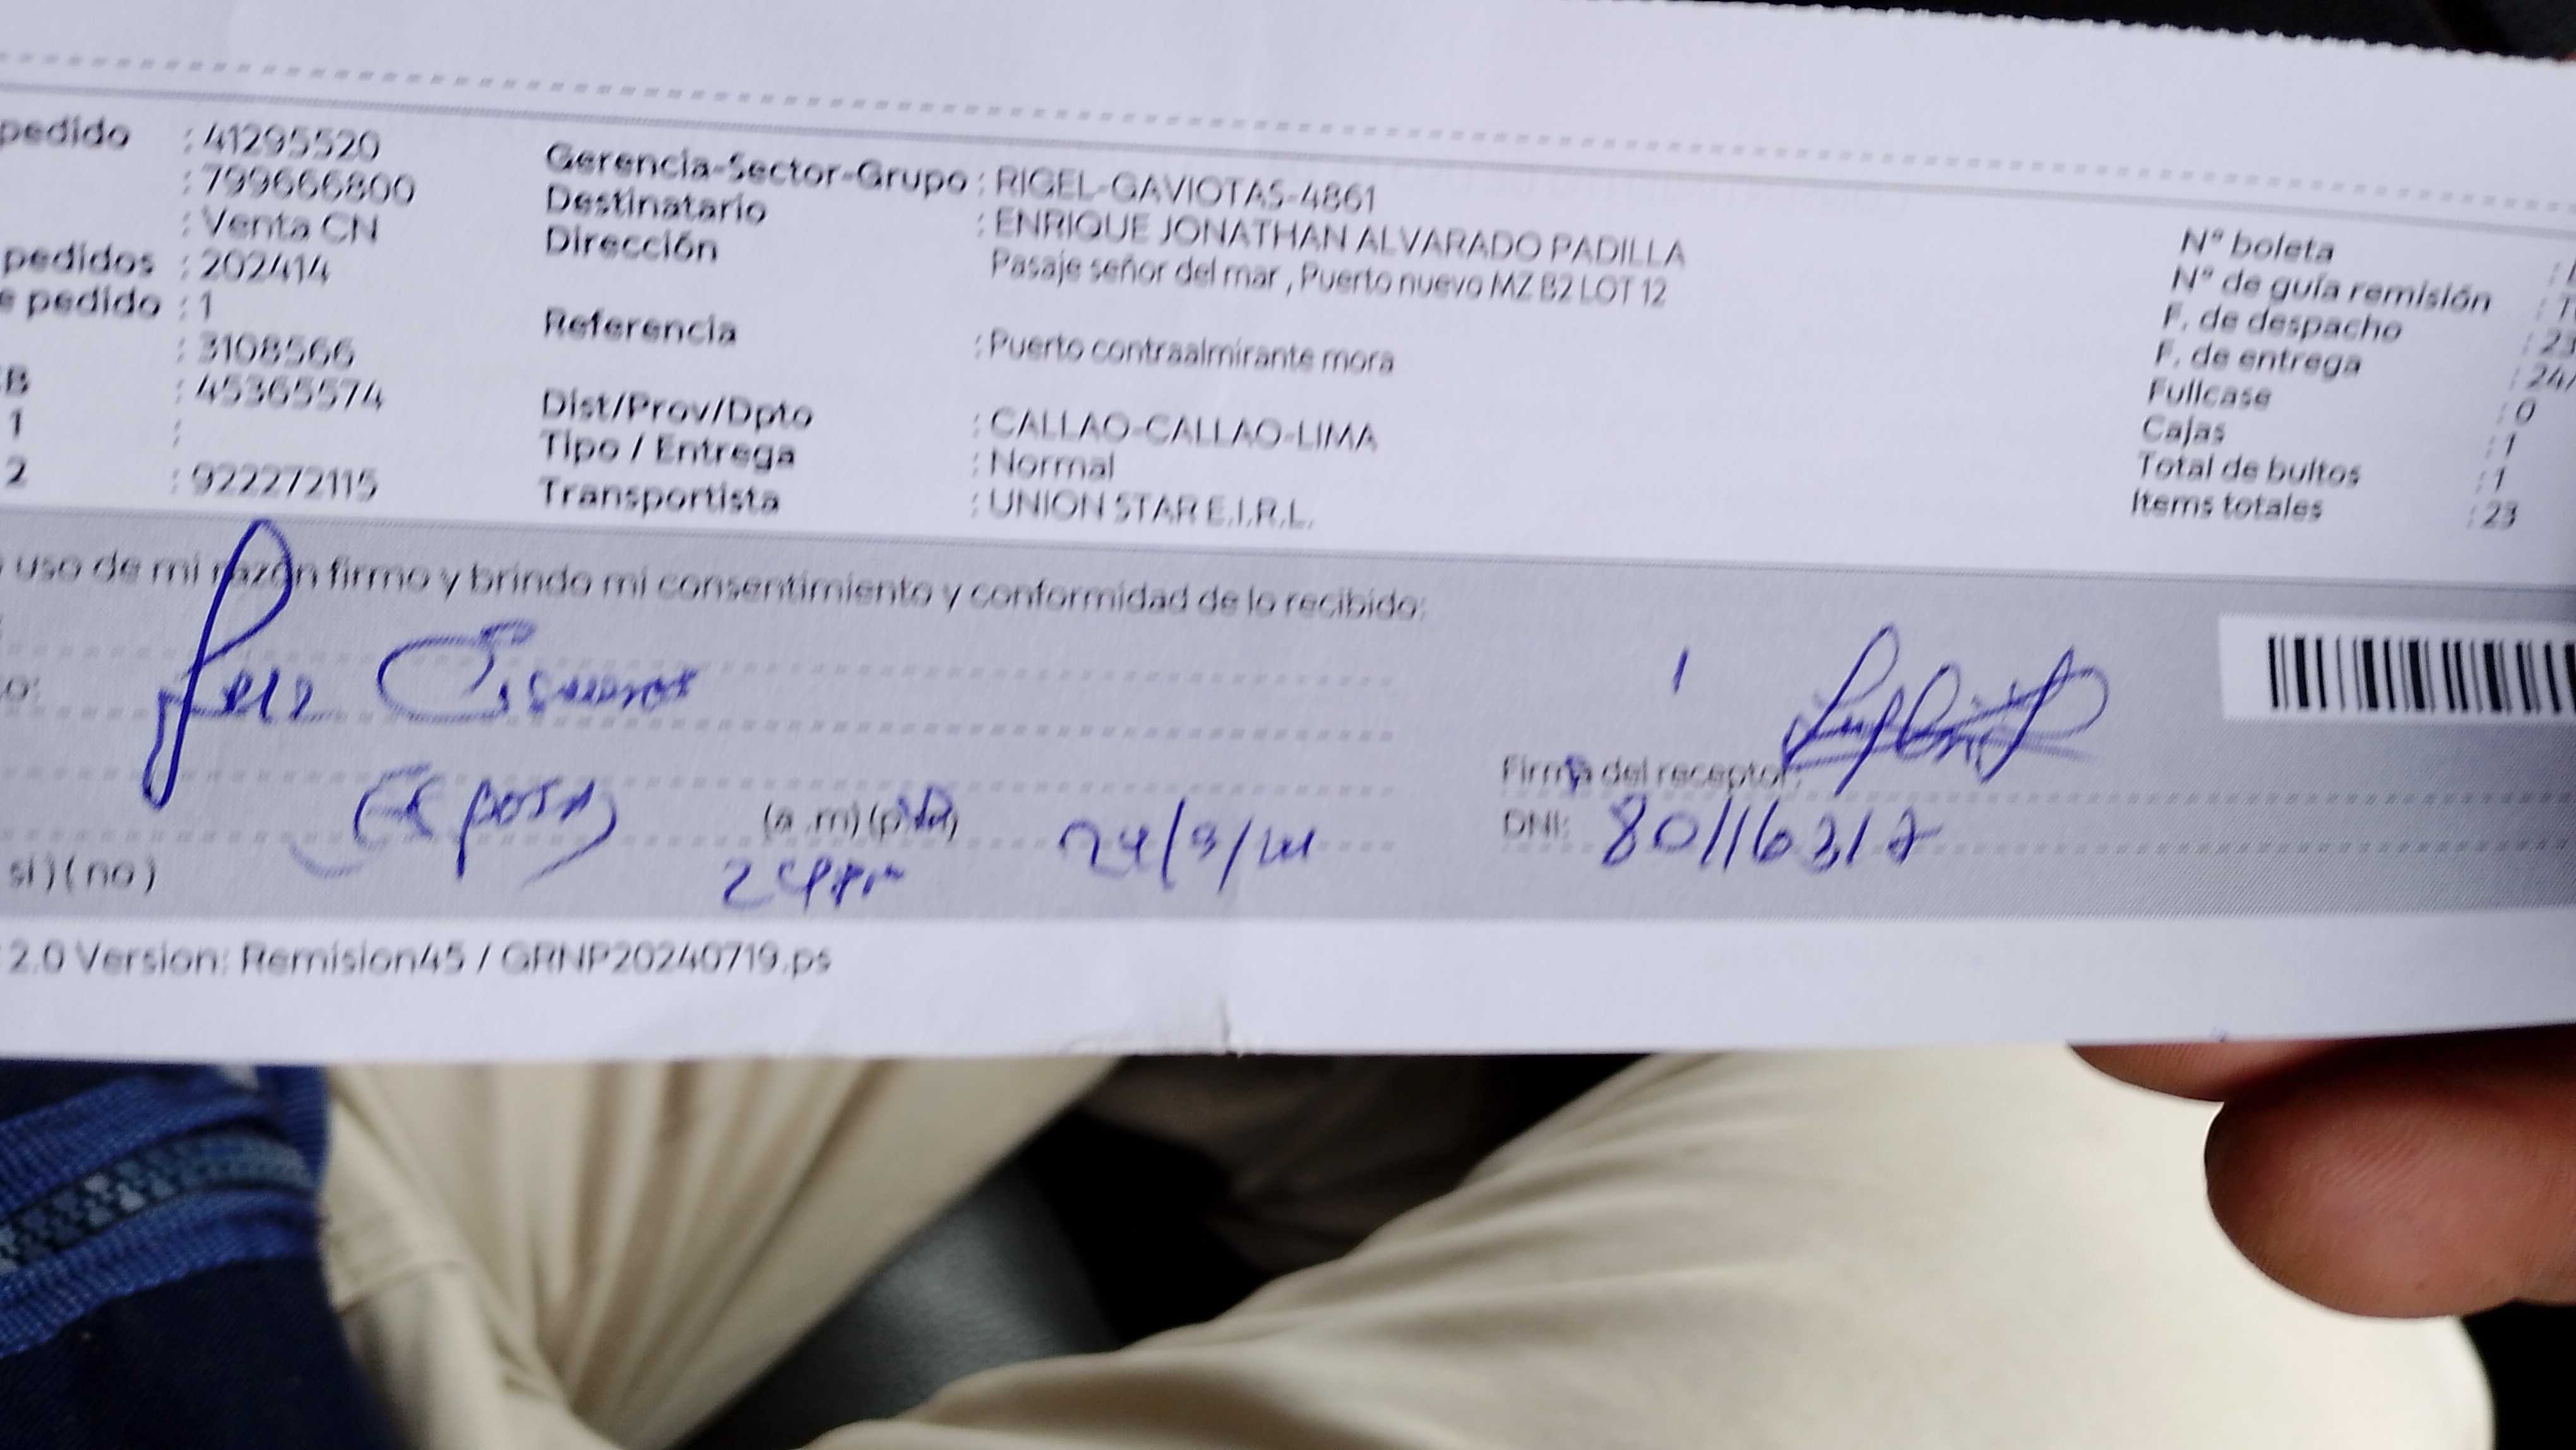 pedido : 41295520
: 799666800
: Venta CN
pedidos : 202414
e pedido : 1
: 3108566
B : 45365574
1 :
2 : 922272115
Gerencia-Sector-Grupo : RIGEL-GAVIOTAS-4861
Destinatario : ENRIQUE JONATHAN ALVARADO PADILLA
Dirección Pasaje señor del mar , Puerto nuevo MZ B2 LOT 12
Referencia : Puerto contraalmirante mora
Dist/Prov/Dpto : CALLAO-CALLAO-LIMA
Tipo / Entrega : Normal
Transportista : UNION STAR E.I.R.L.
N° boleta :
N° de guía remisión : T
F. de despacho : 23
F. de entrega : 24/
Fullcase : 0
Cajas : 1
Total de bultos : 1
Items totales : 23
uso de mi razón firmo y brindo mi consentimiento y conformidad de lo recibido:
o:
(Esposa)
(a .m) (p.m)
Firma del receptor:
DNI: 80116317
si ) ( no )
2.0 Version: Remision45 / GRNP20240719.ps